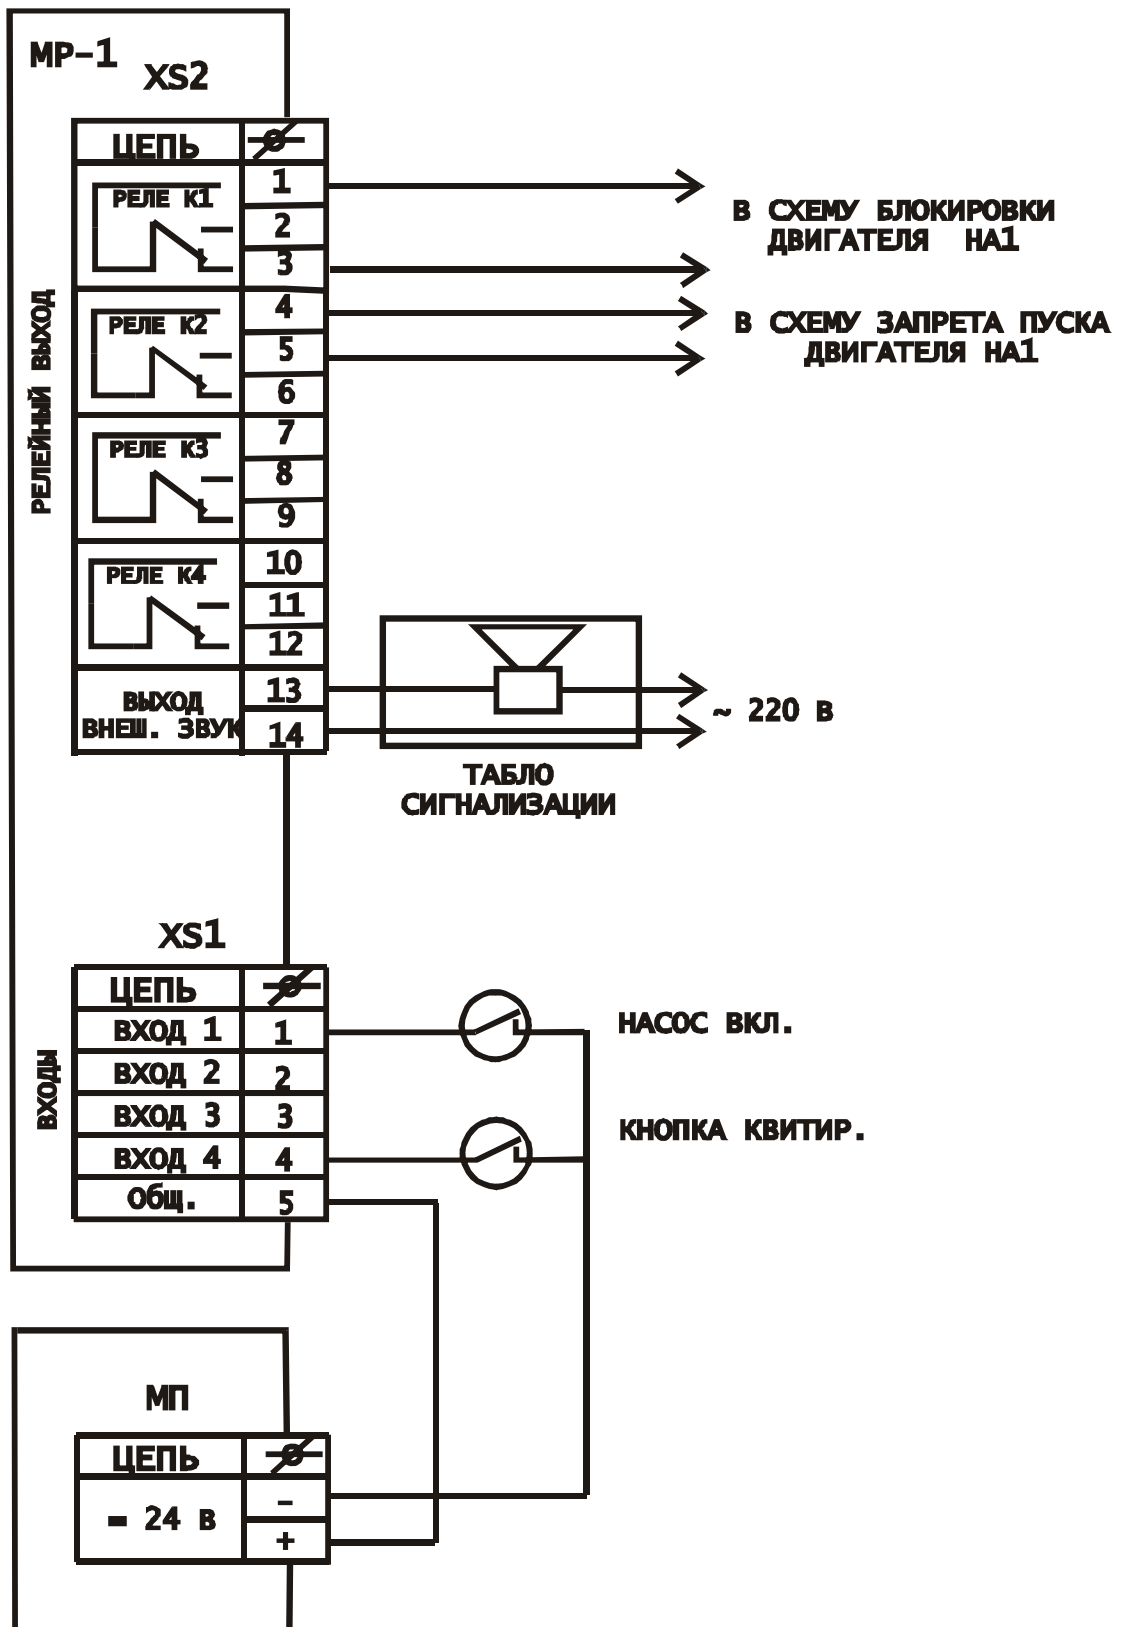 МР-1
XS2
ЦЕПЬ
РЕЛЕЙНЫЙ ВЫХОД
РЕЛЕ К1
1
2
3
РЕЛЕ К2
4
5
6
РЕЛЕ К3
7
8
9
РЕЛЕ К4
10
11
12
ВЫХОД
ВНЕШ. ЗВУК
13
14
В СХЕМУ БЛОКИРОВКИ
ДВИГАТЕЛЯ НА1
В СХЕМУ ЗАПРЕТА ПУСКА
ДВИГАТЕЛЯ НА1
~ 220 В
ТАБЛО
СИГНАЛИЗАЦИИ
XS1
ЦЕПЬ
ВХОДЫ
ВХОД 1 1
ВХОД 2 2
ВХОД 3 3
ВХОД 4 4
Общ. 5
НАСОС ВКЛ.
КНОПКА КВИТИР.
МП
ЦЕПЬ
= 24 В
-
+